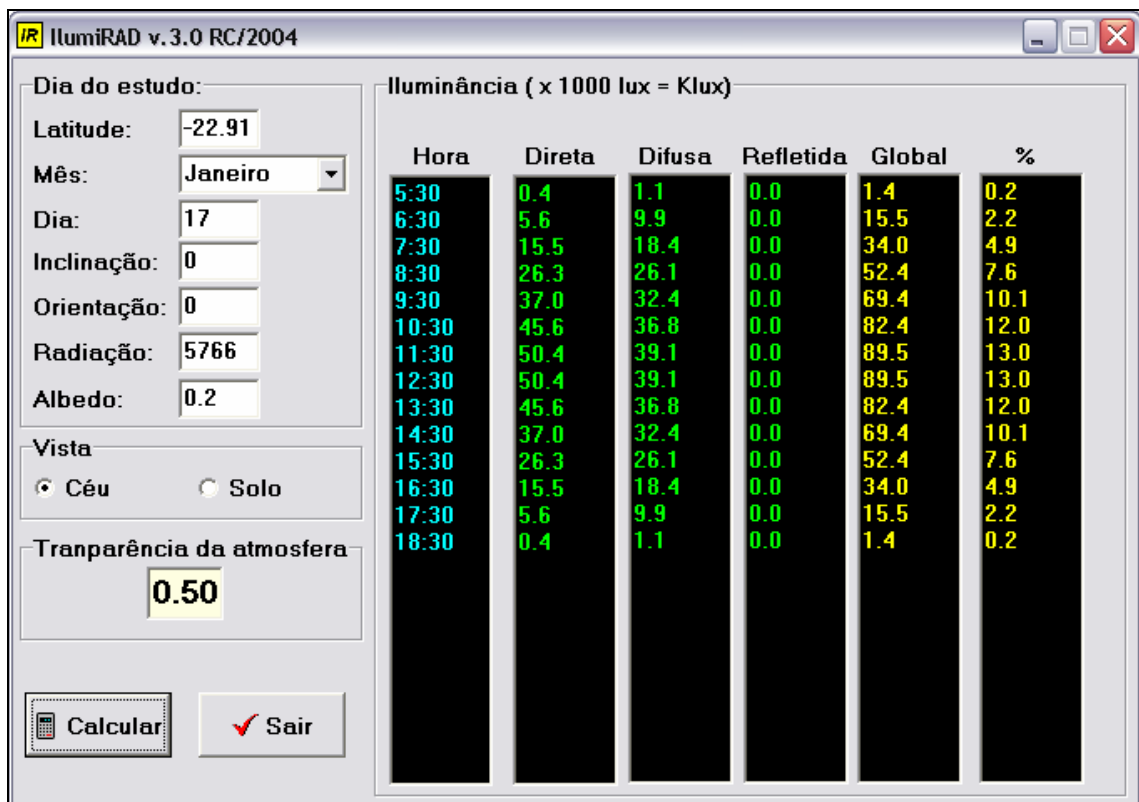 iR IlumiRAD v.3.0 RC/2004
Dia do estudo:
Latitude: -22.91
Mês: Janeiro
Dia: 17
Inclinação: 0
Orientação: 0
Radiação: 5766
Albedo: 0.2
Vista
Céu Solo
Tranparência da atmosfera
0.50
Calcular Sair
Iluminância ( x 1000 lux = Klux)
Hora Direta Difusa Refletida Global %
5:30 0.4 1.1 0.0 1.4 0.2
6:30 5.6 9.9 0.0 15.5 2.2
7:30 15.5 18.4 0.0 34.0 4.9
8:30 26.3 26.1 0.0 52.4 7.6
9:30 37.0 32.4 0.0 69.4 10.1
10:30 45.6 36.8 0.0 82.4 12.0
11:30 50.4 39.1 0.0 89.5 13.0
12:30 50.4 39.1 0.0 89.5 13.0
13:30 45.6 36.8 0.0 82.4 12.0
14:30 37.0 32.4 0.0 69.4 10.1
15:30 26.3 26.1 0.0 52.4 7.6
16:30 15.5 18.4 0.0 34.0 4.9
17:30 5.6 9.9 0.0 15.5 2.2
18:30 0.4 1.1 0.0 1.4 0.2